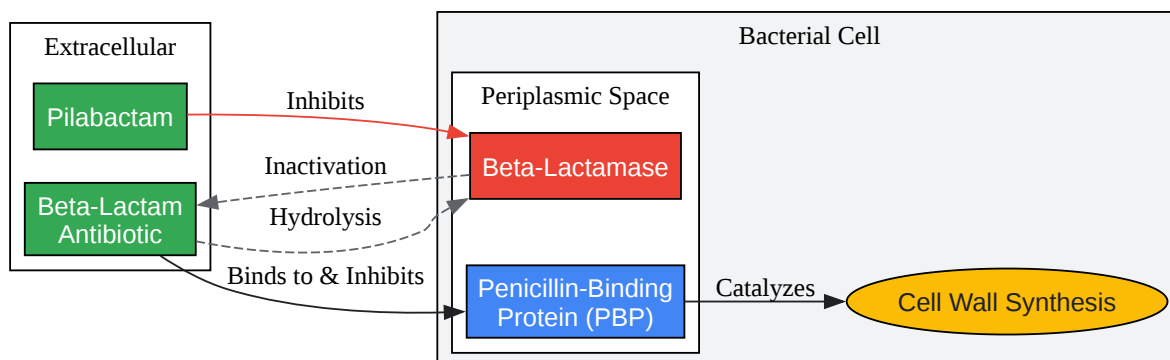 Extracellular
Bacterial Cell
Periplasmic Space
Pilabactam
Inhibits
Beta-Lactamase
Inactivation
Beta-Lactam
Antibiotic
Hydrolysis
Binds to & Inhibits
Penicillin-Binding
Protein (PBP)
Catalyzes
Cell Wall Synthesis